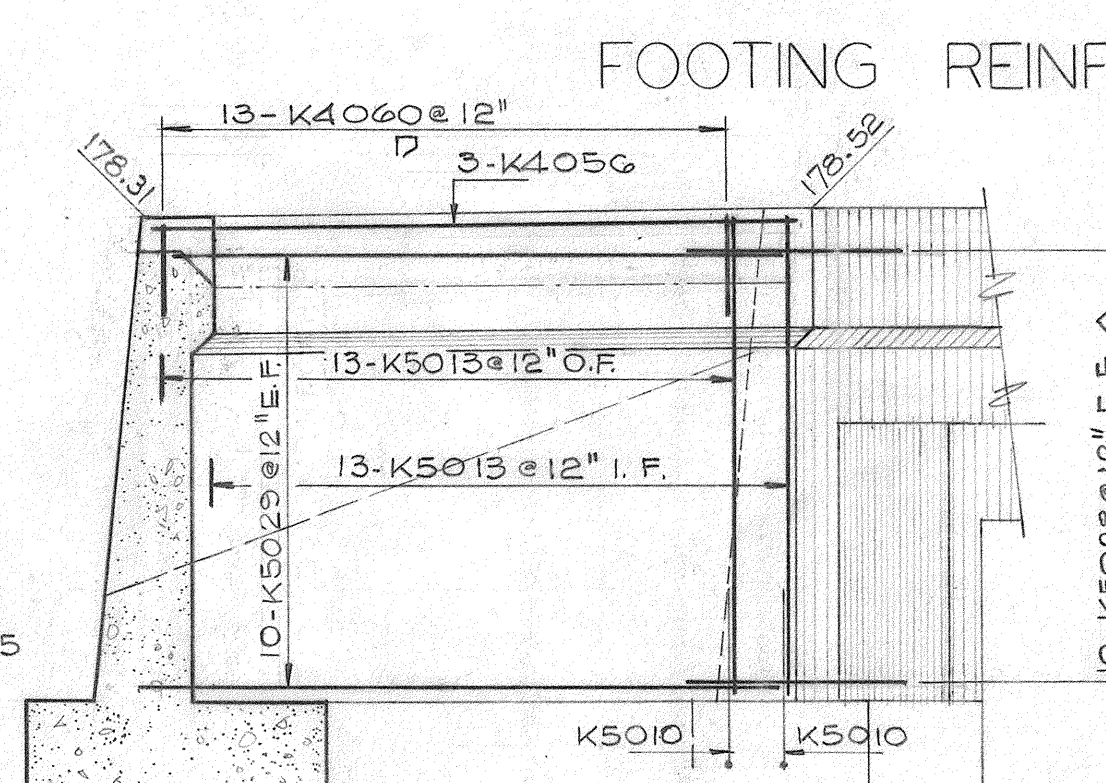 FOOTING REINF
13-K4060@12"
3-K4056
178.31
178.52
13-K5013@12" O.F.
13-K5013@12" I. F.
10-K5029@12" E.F.
5
K5010
K5010